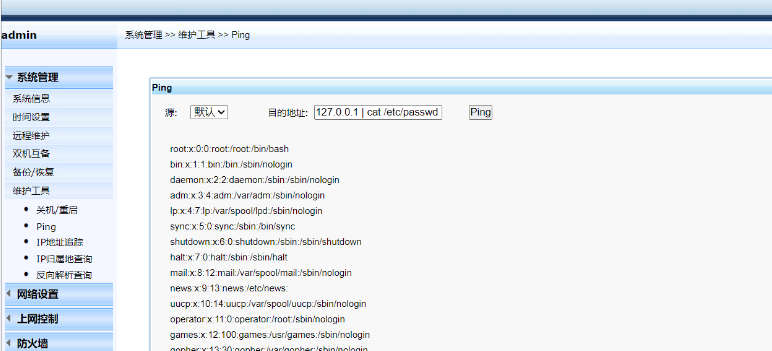 admin
系统管理 >> 维护工具 >> Ping
系统管理
系统信息
时间设置
远程维护
双机互备
备份/恢复
维护工具
关机/重启
Ping
IP地址追踪
IP归属地查询
反向解析查询
网络设置
上网控制
防火墙
Ping
源: 默认 目的地址: 127.0.0.1 | cat /etc/passwd Ping
root:x:0:0:root:/root:/bin/bash
bin:x:1:1:bin:/bin:/sbin/nologin
daemon:x:2:2:daemon:/sbin:/sbin/nologin
adm:x:3:4:adm:/var/adm:/sbin/nologin
lp:x:4:7:lp:/var/spool/lpd:/sbin/nologin
sync:x:5:0:sync:/sbin:/bin/sync
shutdown:x:6:0:shutdown:/sbin:/sbin/shutdown
halt:x:7:0:halt:/sbin:/sbin/halt
mail:x:8:12:mail:/var/spool/mail:/sbin/nologin
news:x:9:13:news:/etc/news:
uucp:x:10:14:uucp:/var/spool/uucp:/sbin/nologin
operator:x:11:0:operator:/root:/sbin/nologin
games:x:12:100:games:/usr/games:/sbin/nologin
gopher:x:13:30:gopher:/var/gopher:/sbin/nologin